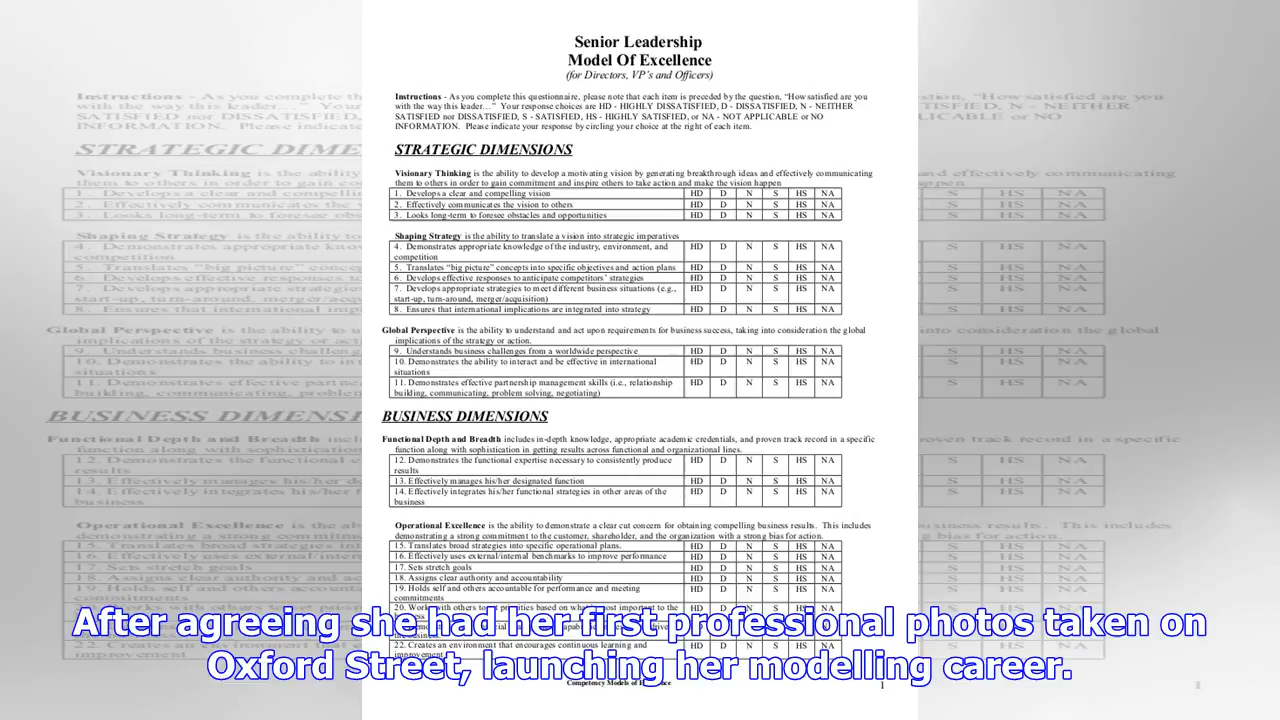 Senior Leadership
Model Of Excellence
(for Directors, VP's and Officers)
Instructions - As you complete this questionnaire, please note that each item is preceded by the question, "How satisfied are you
with the way this leader…" Your response choices are HD - HIGHLY DISSATISFIED, D - DISSATISFIED, N - NEITHER
SATISFIED nor DISSATISFIED, S - SATISFIED, HS - HIGHLY SATISFIED, or NA - NOT APPLICABLE or NO
INFORMATION. Please indicate your response by circling your choice at the right of each item.
STRATEGIC DIMENSIONS
Visionary Thinking is the ability to develop a motivating vision by generating breakthrough ideas and effectively communicating
them to others in order to gain commitment and inspire others to take action and make the vision happen
1. Develops a clear and compelling vision HD D N S HS NA
2. Effectively communicates the vision to others HD D N S HS NA
3. Looks long-term to foresee obstacles and opportunities HD D N S HS NA
Shaping Strategy is the ability to translate a vision into strategic imperatives
4. Demonstrates appropriate knowledge of the industry, environment, and HD D N S HS NA
competition
5. Translates "big picture" concepts into specific objectives and action plans HD D N S HS NA
6. Develops effective responses to anticipate competitors' strategies HD D N S HS NA
7. Develops appropriate strategies to meet different business situations (e.g., HD D N S HS NA
start-up, turn-around, merger/acquisition)
8. Ensures that international implications are integrated into strategy HD D N S HS NA
Global Perspective is the ability to understand and act upon requirements for business success, taking into consideration the global
implications of the strategy or action.
9. Understands business challenges from a worldwide perspective HD D N S HS NA
10. Demonstrates the ability to interact and be effective in international HD D N S HS NA
situations
11. Demonstrates effective partnership management skills (i.e., relationship HD D N S HS NA
building, communicating, problem solving, negotiating)
BUSINESS DIMENSIONS
Functional Depth and Breadth includes in-depth knowledge, appropriate academic credentials, and proven track record in a specific
function along with sophistication in getting results across functional and organizational lines.
12. Demonstrates the functional expertise necessary to consistently produce HD D N S HS NA
results
13. Effectively manages his/her designated function HD D N S HS NA
14. Effectively integrates his/her functional strategies in other areas of the HD D N S HS NA
business
Operational Excellence is the ability to demonstrate a clear cut concern for obtaining compelling business results. This includes
demonstrating a strong commitment to the customer, shareholder, and the organization with a strong bias for action.
15. Translates broad strategies into specific operational plans. HD D N S HS NA
16. Effectively uses external/internal benchmarks to improve performance HD D N S HS NA
17. Sets stretch goals HD D N S HS NA
18. Assigns clear authority and accountability HD D N S HS NA
19. Holds self and others accountable for performance and meeting HD D N S HS NA
commitments
20. Works with others to set priorities based on what is most important to the HD D N S HS NA
After agreeing she had her first professional photos taken on
22. Creates an environment that encourages continuous learning and HD D N S HS NA
improvement
Oxford Street, launching her modelling career.
Competency Models of Excellence 1